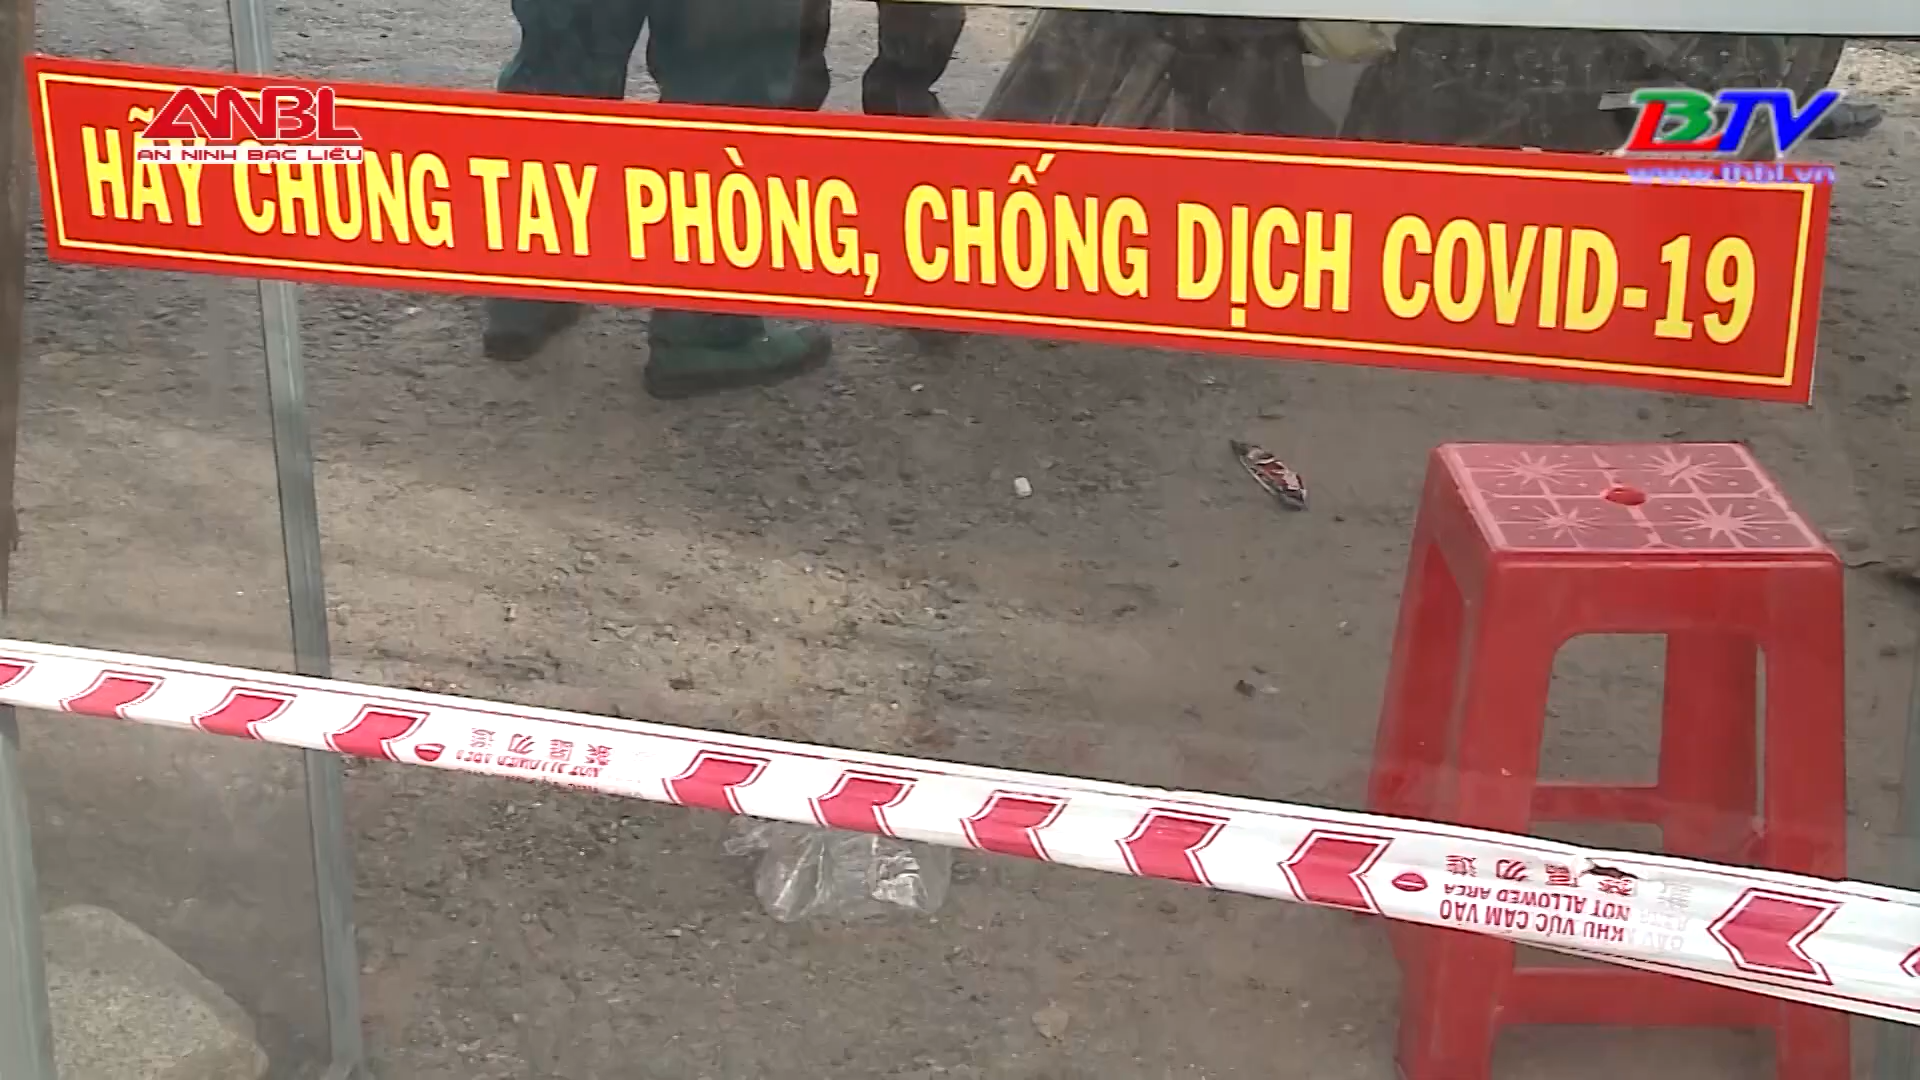 ANBL
AN NINH BẠC LIÊU
BTV
www.thbl.vn
HÃY CHUNG TAY PHÒNG, CHỐNG DỊCH COVID-19
KHU VỰC CẤM VÀO
NOT ALLOWED AREA